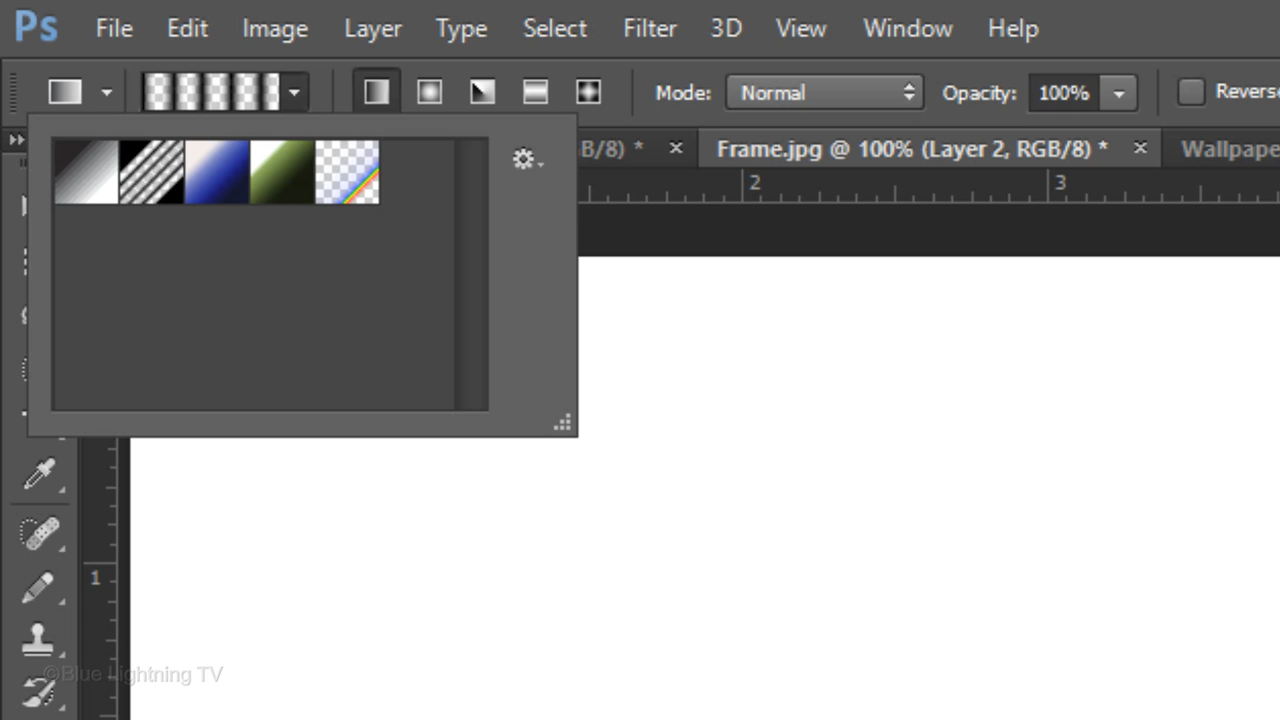 Ps File Edit Image Layer Type Select Filter 3D View Window Help
Mode: Normal Opacity: 100% Reverse
B/8) * × Frame.jpg @ 100% (Layer 2, RGB/8) * × Wallpape
2 3
1
©Blue Lightning TV